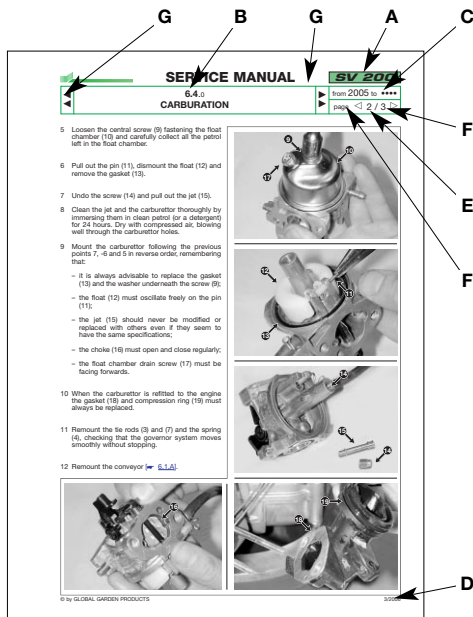 G B G A C
SERVICE MANUAL SV 200
6.4.0
CARBURATION
from 2005 to ••••
page 2 / 3
F
E
F
5 Loosen the central screw (9) fastening the float
chamber (10) and carefully collect all the petrol
left in the float chamber.
6 Pull out the pin (11), dismount the float (12) and
remove the gasket (13).
7 Undo the screw (14) and pull out the jet (15).
8 Clean the jet and the carburettor thoroughly by
immersing them in clean petrol (or a detergent)
for 24 hours. Dry with compressed air, blowing
well through the carburettor holes.
9 Mount the carburettor following the previous
points 7, -6 and 5 in reverse order, remembering
that:
– it is always advisable to replace the gasket
(13) and the washer underneath the screw (9);
– the float (12) must oscillate freely on the pin
(11);
– the jet (15) should never be modified or
replaced with others even if they seem to
have the same specifications;
– the choke (16) must open and close regularly;
– the float chamber drain screw (17) must be
facing forwards.
10 When the carburettor is refitted to the engine
the gasket (18) and compression ring (19) must
always be replaced.
11 Remount the tie rods (3) and (7) and the spring
(4), checking that the governor system moves
smoothly without stopping.
12 Remount the conveyor [☛ 6.1.A].
9
10
17
12
11
13
14
15
14
16
19
18
© by GLOBAL GARDEN PRODUCTS
D